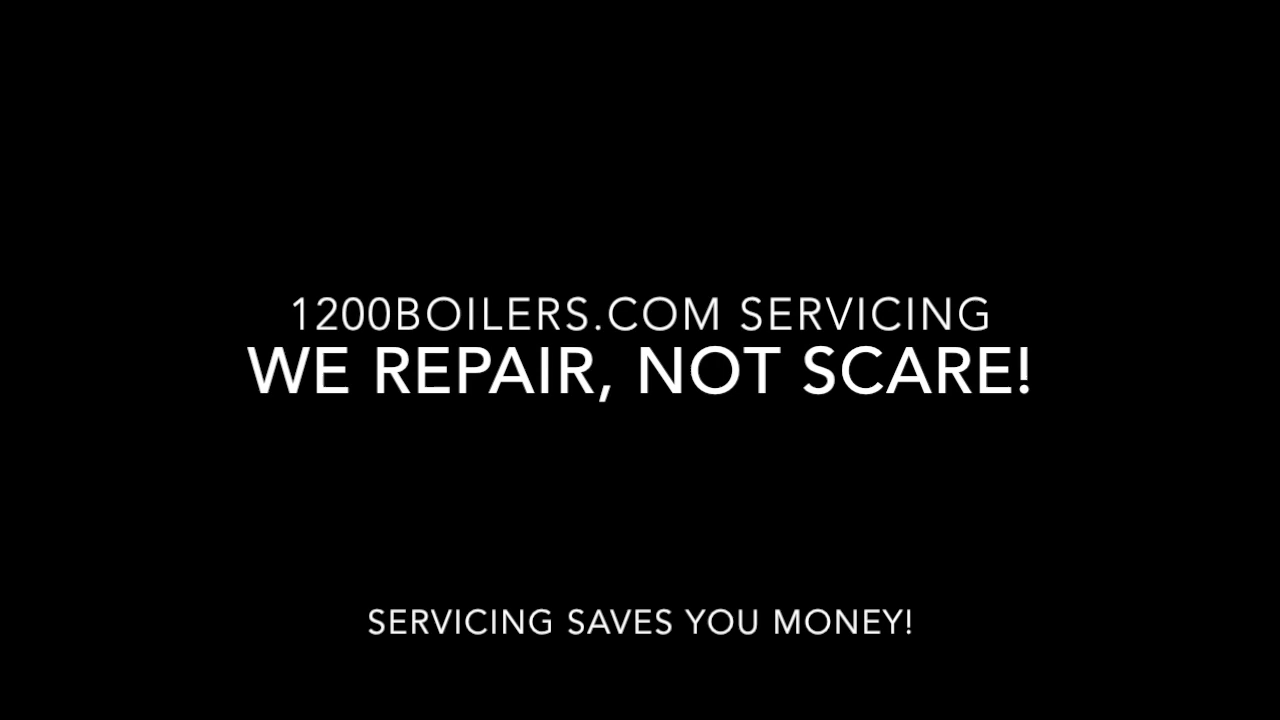 1200BOILERS.COM SERVICING
WE REPAIR, NOT SCARE!
SERVICING SAVES YOU MONEY!